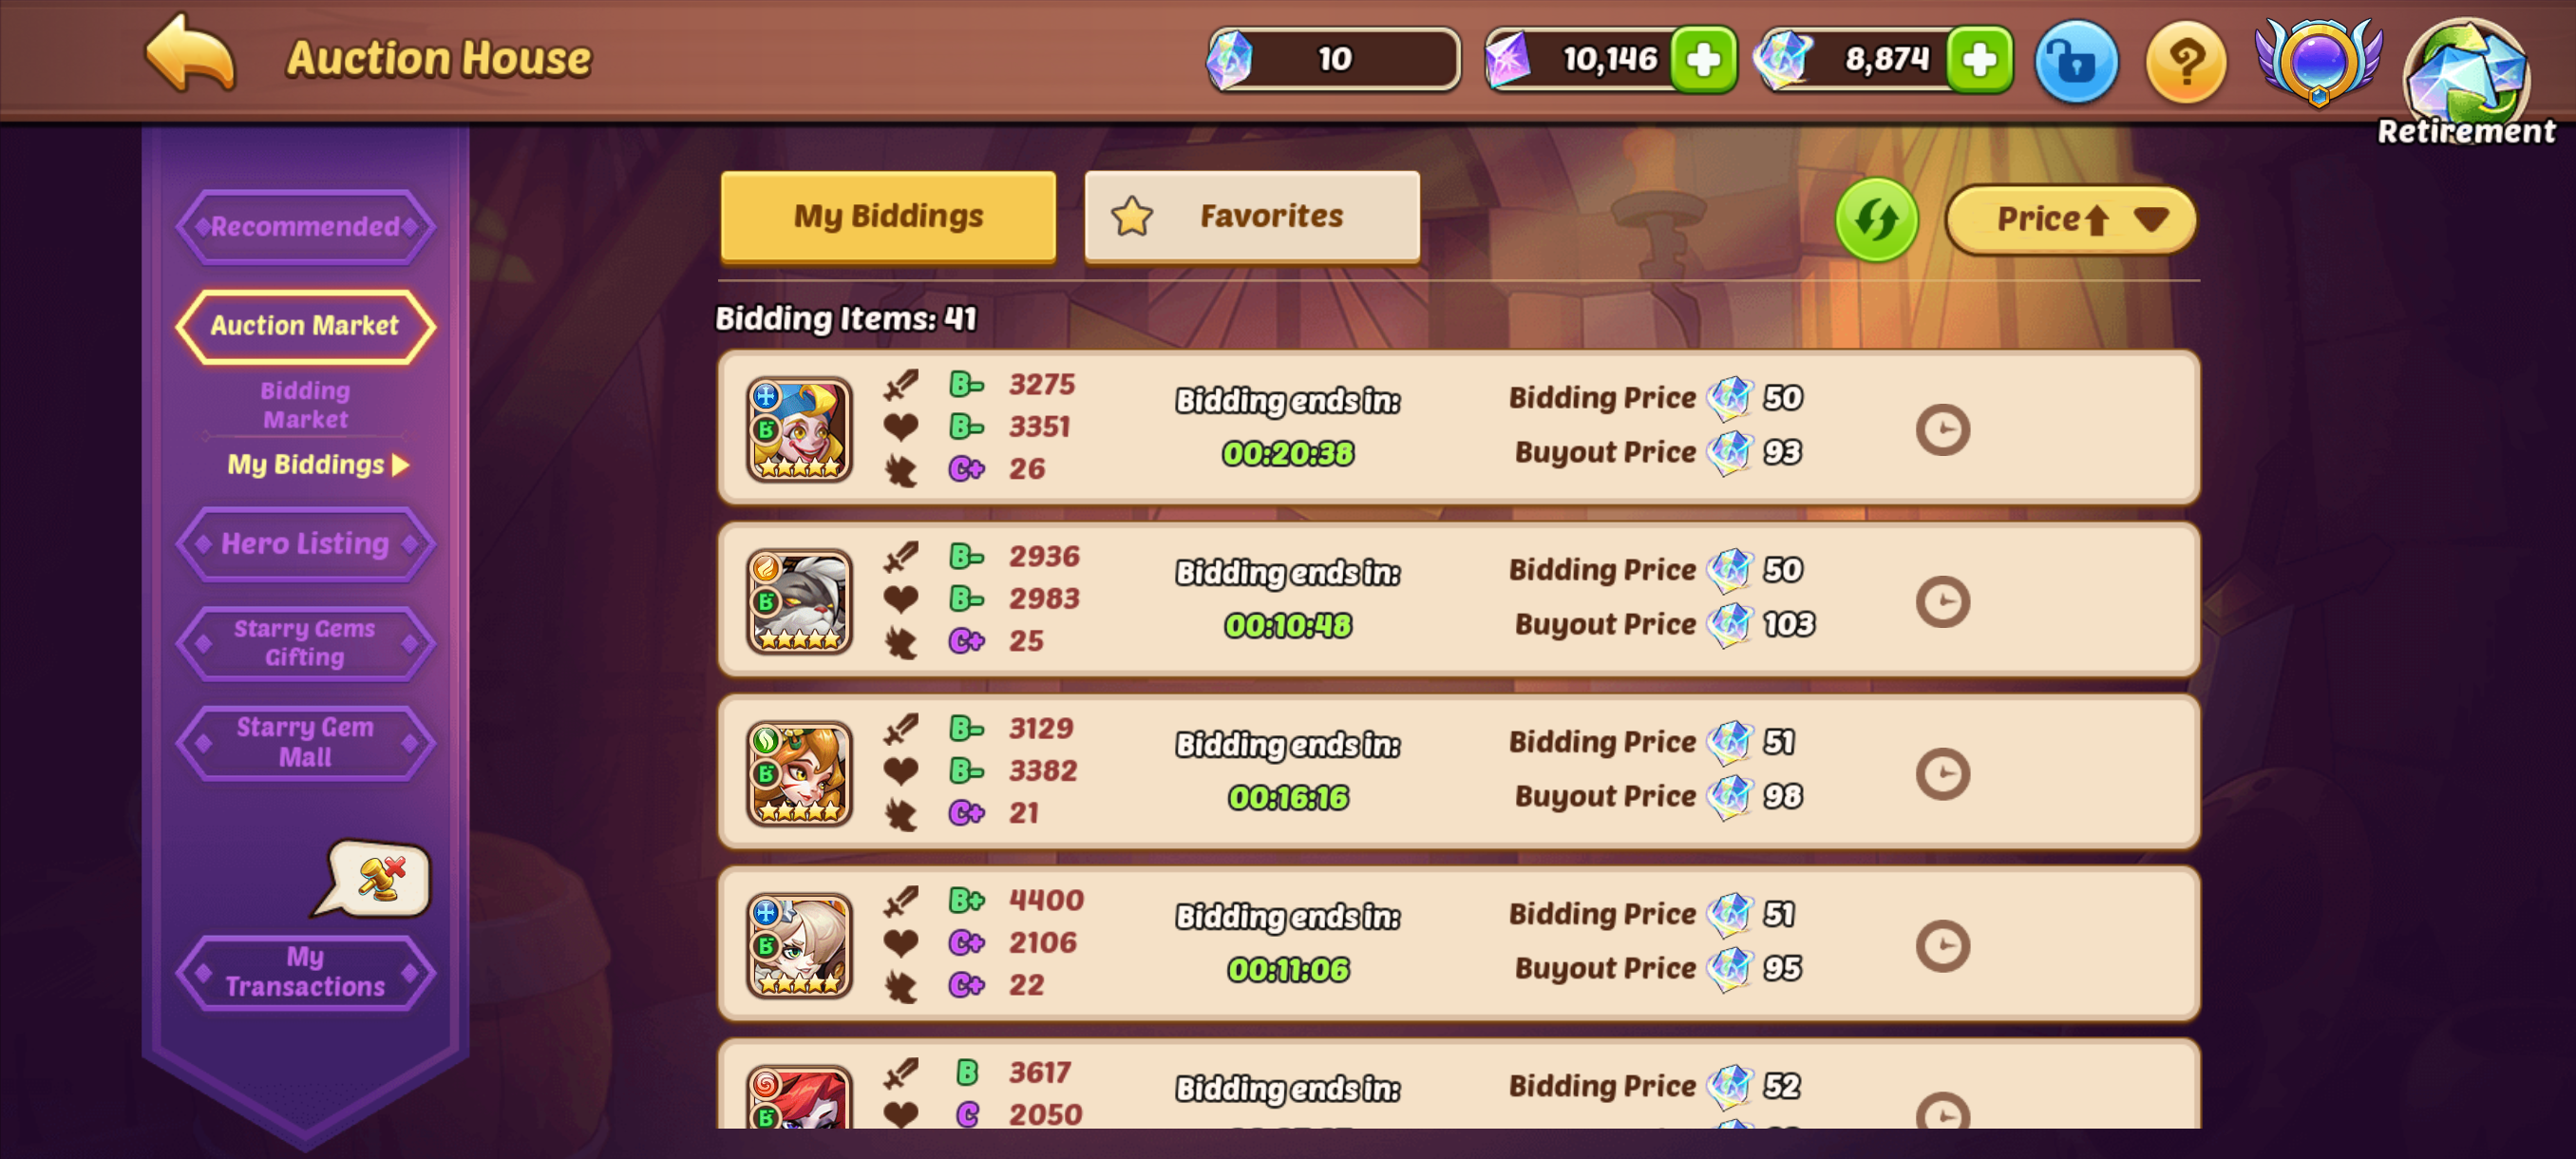 Auction House
10
10,146
8,874
Retirement
Recommended
Auction Market
Bidding
Market
My Biddings
Hero Listing
Starry Gems
Gifting
Starry Gem
Mall
My
Transactions
My Biddings
Favorites
Price
Bidding Items: 41
B
B- 3275
B- 3351
C+ 26
Bidding ends in:
00:20:38
Bidding Price 50
Buyout Price 93
B
B- 2936
B- 2983
C+ 25
Bidding ends in:
00:10:48
Bidding Price 50
Buyout Price 103
B
B- 3129
B- 3382
C+ 21
Bidding ends in:
00:16:16
Bidding Price 51
Buyout Price 98
B
B+ 4400
C+ 2106
C+ 22
Bidding ends in:
00:11:06
Bidding Price 51
Buyout Price 95
B
B 3617
C 2050
Bidding ends in:
Bidding Price 52